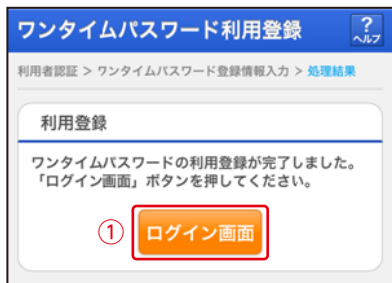 ワンタイムパスワード利用登録
?
ヘルプ
利用者認証 > ワンタイムパスワード登録情報入力 > 処理結果
利用登録
ワンタイムパスワードの利用登録が完了しました。
「ログイン画面」ボタンを押してください。
① ログイン画面